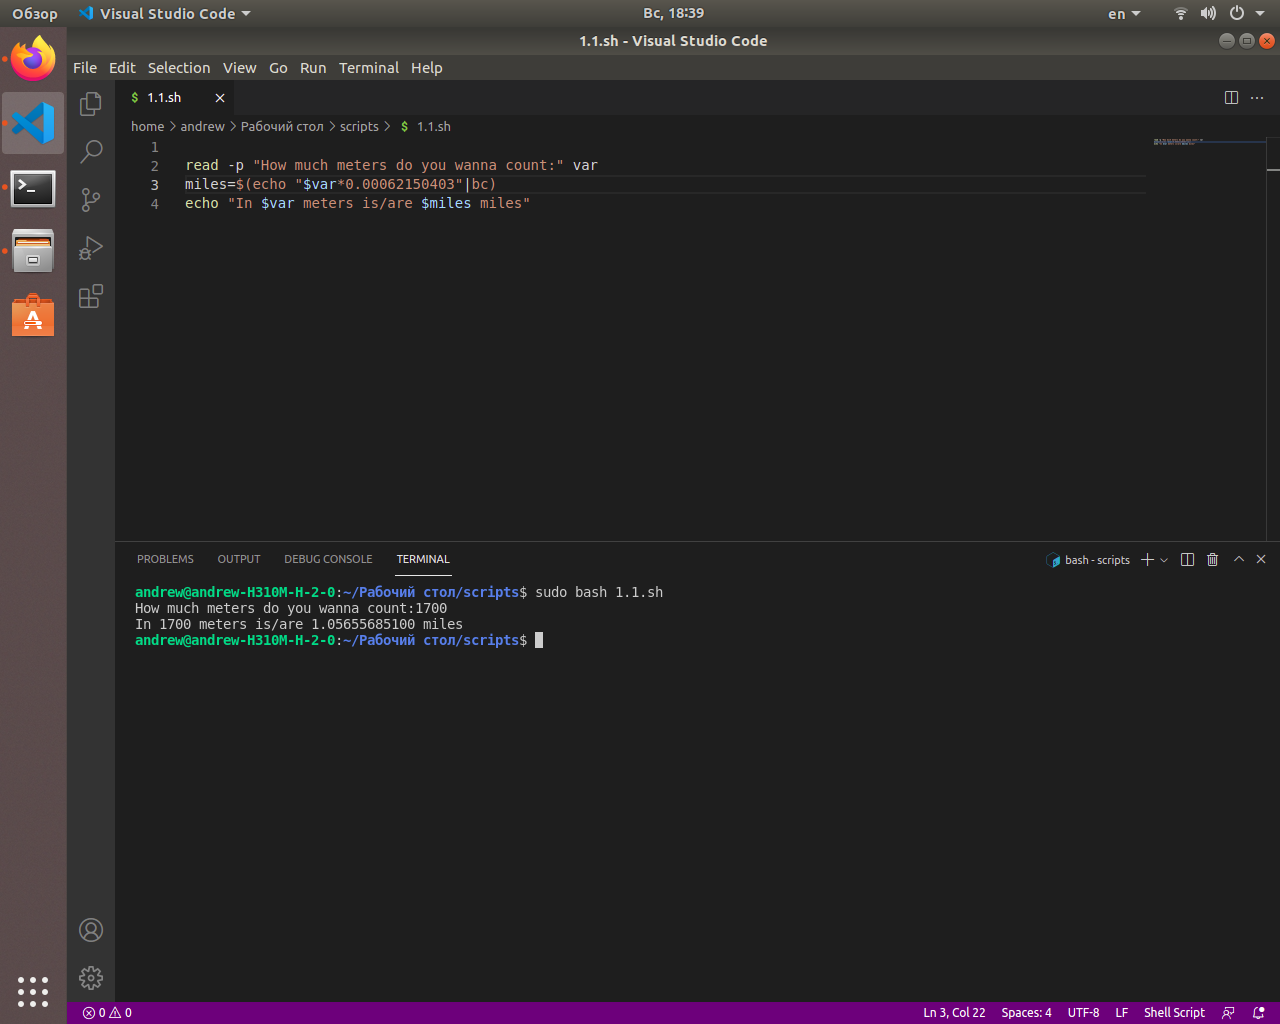 Обзор Visual Studio Code Вс, 18:39 en
1.1.sh - Visual Studio Code
File Edit Selection View Go Run Terminal Help
$ 1.1.sh
home > andrew > Рабочий стол > scripts > $ 1.1.sh
1
2 read -p "How much meters do you wanna count:" var
3 miles=$(echo "$var*0.00062150403"|bc)
4 echo "In $var meters is/are $miles miles"
PROBLEMS OUTPUT DEBUG CONSOLE TERMINAL bash - scripts
andrew@andrew-H310M-H-2-0:~/Рабочий стол/scripts$ sudo bash 1.1.sh
How much meters do you wanna count:1700
In 1700 meters is/are 1.05655685100 miles
andrew@andrew-H310M-H-2-0:~/Рабочий стол/scripts$
0 0 Ln 3, Col 22 Spaces: 4 UTF-8 LF Shell Script